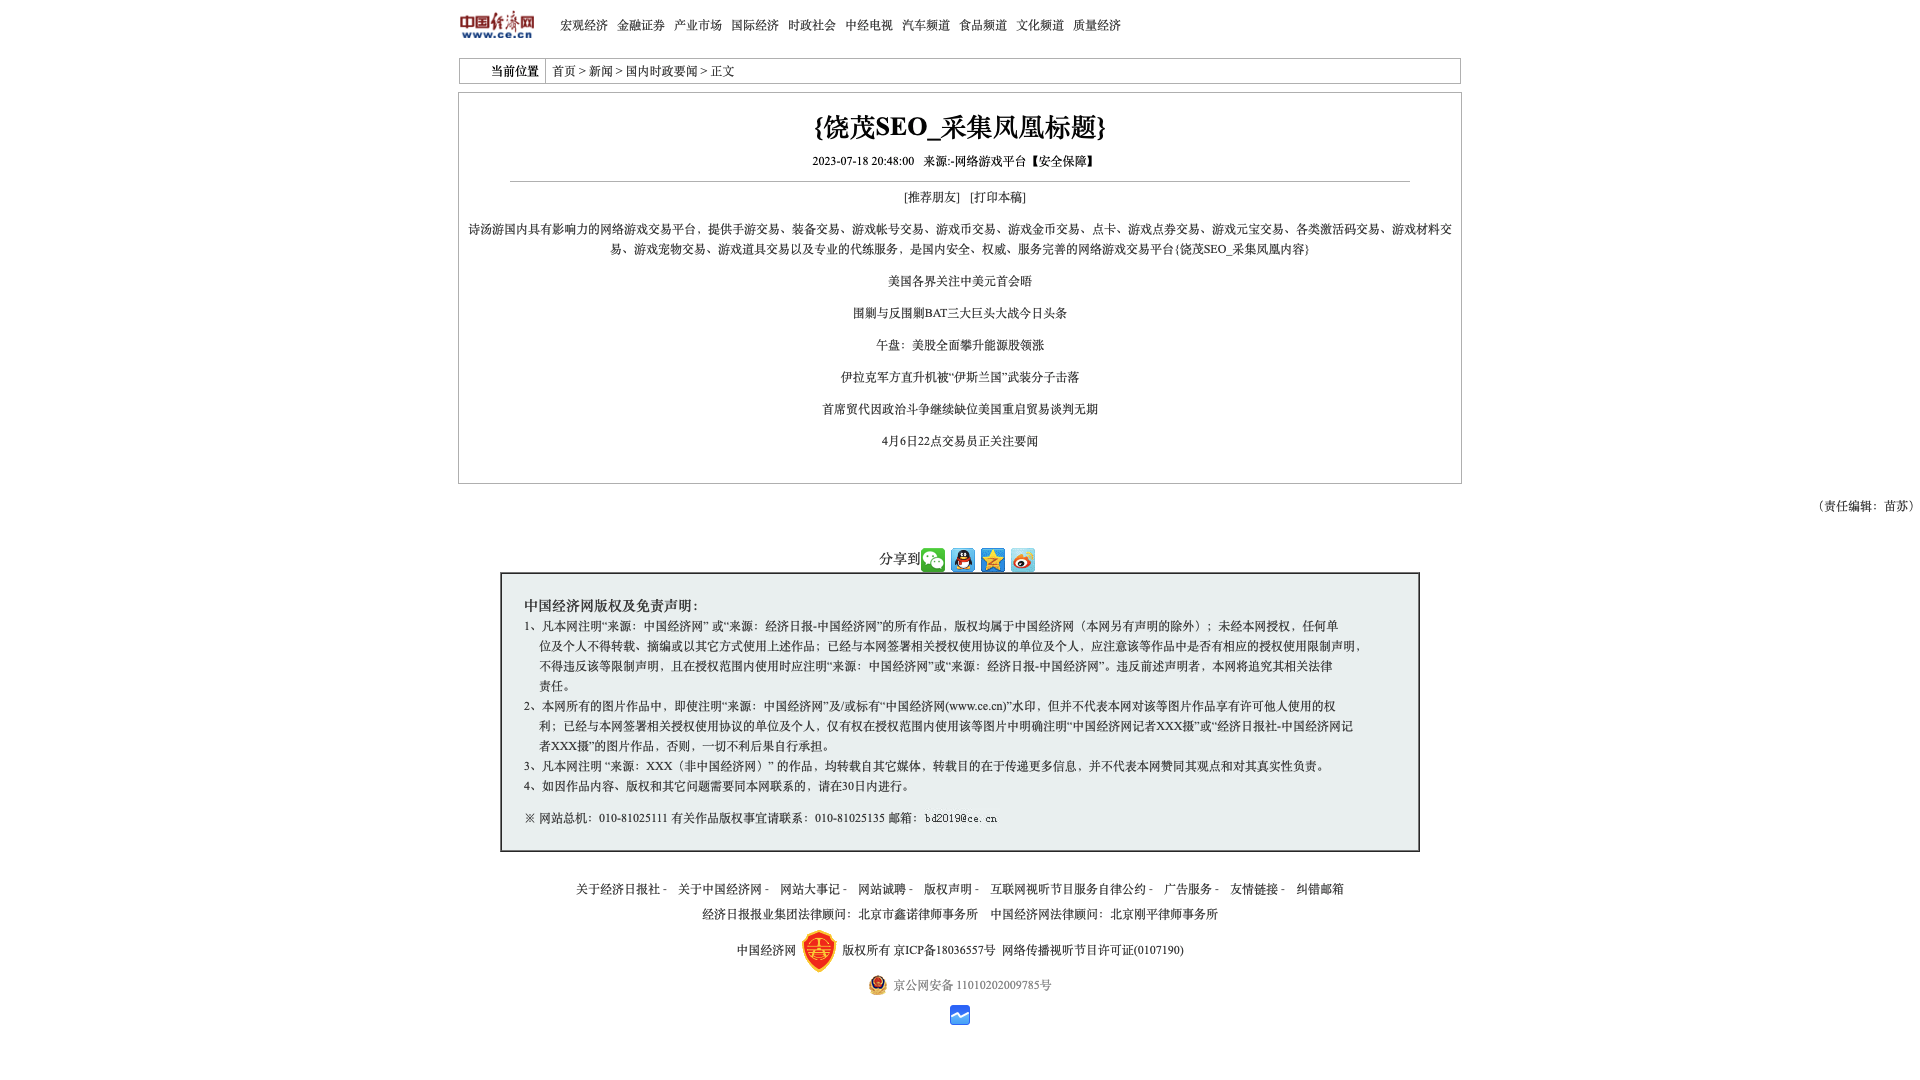 中国经济网
www.ce.cn
宏观经济 金融证券 产业市场 国际经济 时政社会 中经电视 汽车频道 食品频道 文化频道 质量经济
当前位置 首页 > 新闻 > 国内时政要闻 > 正文
{饶茂SEO_采集凤凰标题}
2023-07-18 20:48:00 来源:-网络游戏平台【安全保障】
[推荐朋友] [打印本稿]
诗汤游国内具有影响力的网络游戏交易平台，提供手游交易、装备交易、游戏帐号交易、游戏币交易、游戏金币交易、点卡、游戏点券交易、游戏元宝交易、各类激活码交易、游戏材料交
易、游戏宠物交易、游戏道具交易以及专业的代练服务，是国内安全、权威、服务完善的网络游戏交易平台{饶茂SEO_采集凤凰内容}
美国各界关注中美元首会晤
围剿与反围剿BAT三大巨头大战今日头条
午盘：美股全面攀升能源股领涨
伊拉克军方直升机被“伊斯兰国”武装分子击落
首席贸代因政治斗争继续缺位美国重启贸易谈判无期
4月6日22点交易员正关注要闻
（责任编辑：苗苏）
分享到
中国经济网版权及免责声明：
1、凡本网注明“来源：中国经济网” 或“来源：经济日报-中国经济网”的所有作品，版权均属于中国经济网（本网另有声明的除外）；未经本网授权，任何单
位及个人不得转载、摘编或以其它方式使用上述作品；已经与本网签署相关授权使用协议的单位及个人，应注意该等作品中是否有相应的授权使用限制声明，
不得违反该等限制声明，且在授权范围内使用时应注明“来源：中国经济网”或“来源：经济日报-中国经济网”。违反前述声明者，本网将追究其相关法律
责任。
2、本网所有的图片作品中，即使注明“来源：中国经济网”及/或标有“中国经济网(www.ce.cn)”水印，但并不代表本网对该等图片作品享有许可他人使用的权
利；已经与本网签署相关授权使用协议的单位及个人，仅有权在授权范围内使用该等图片中明确注明“中国经济网记者XXX摄”或“经济日报社-中国经济网记
者XXX摄”的图片作品，否则，一切不利后果自行承担。
3、凡本网注明 “来源：XXX（非中国经济网）” 的作品，均转载自其它媒体，转载目的在于传递更多信息，并不代表本网赞同其观点和对其真实性负责。
4、如因作品内容、版权和其它问题需要同本网联系的，请在30日内进行。
※ 网站总机：010-81025111 有关作品版权事宜请联系：010-81025135 邮箱：bd2019@ce.cn
关于经济日报社 - 关于中国经济网 - 网站大事记 - 网站诚聘 - 版权声明 - 互联网视听节目服务自律公约 - 广告服务 - 友情链接 - 纠错邮箱
经济日报报业集团法律顾问：北京市鑫诺律师事务所 中国经济网法律顾问：北京刚平律师事务所
中国经济网 版权所有 京ICP备18036557号 网络传播视听节目许可证(0107190)
京公网安备 11010202009785号